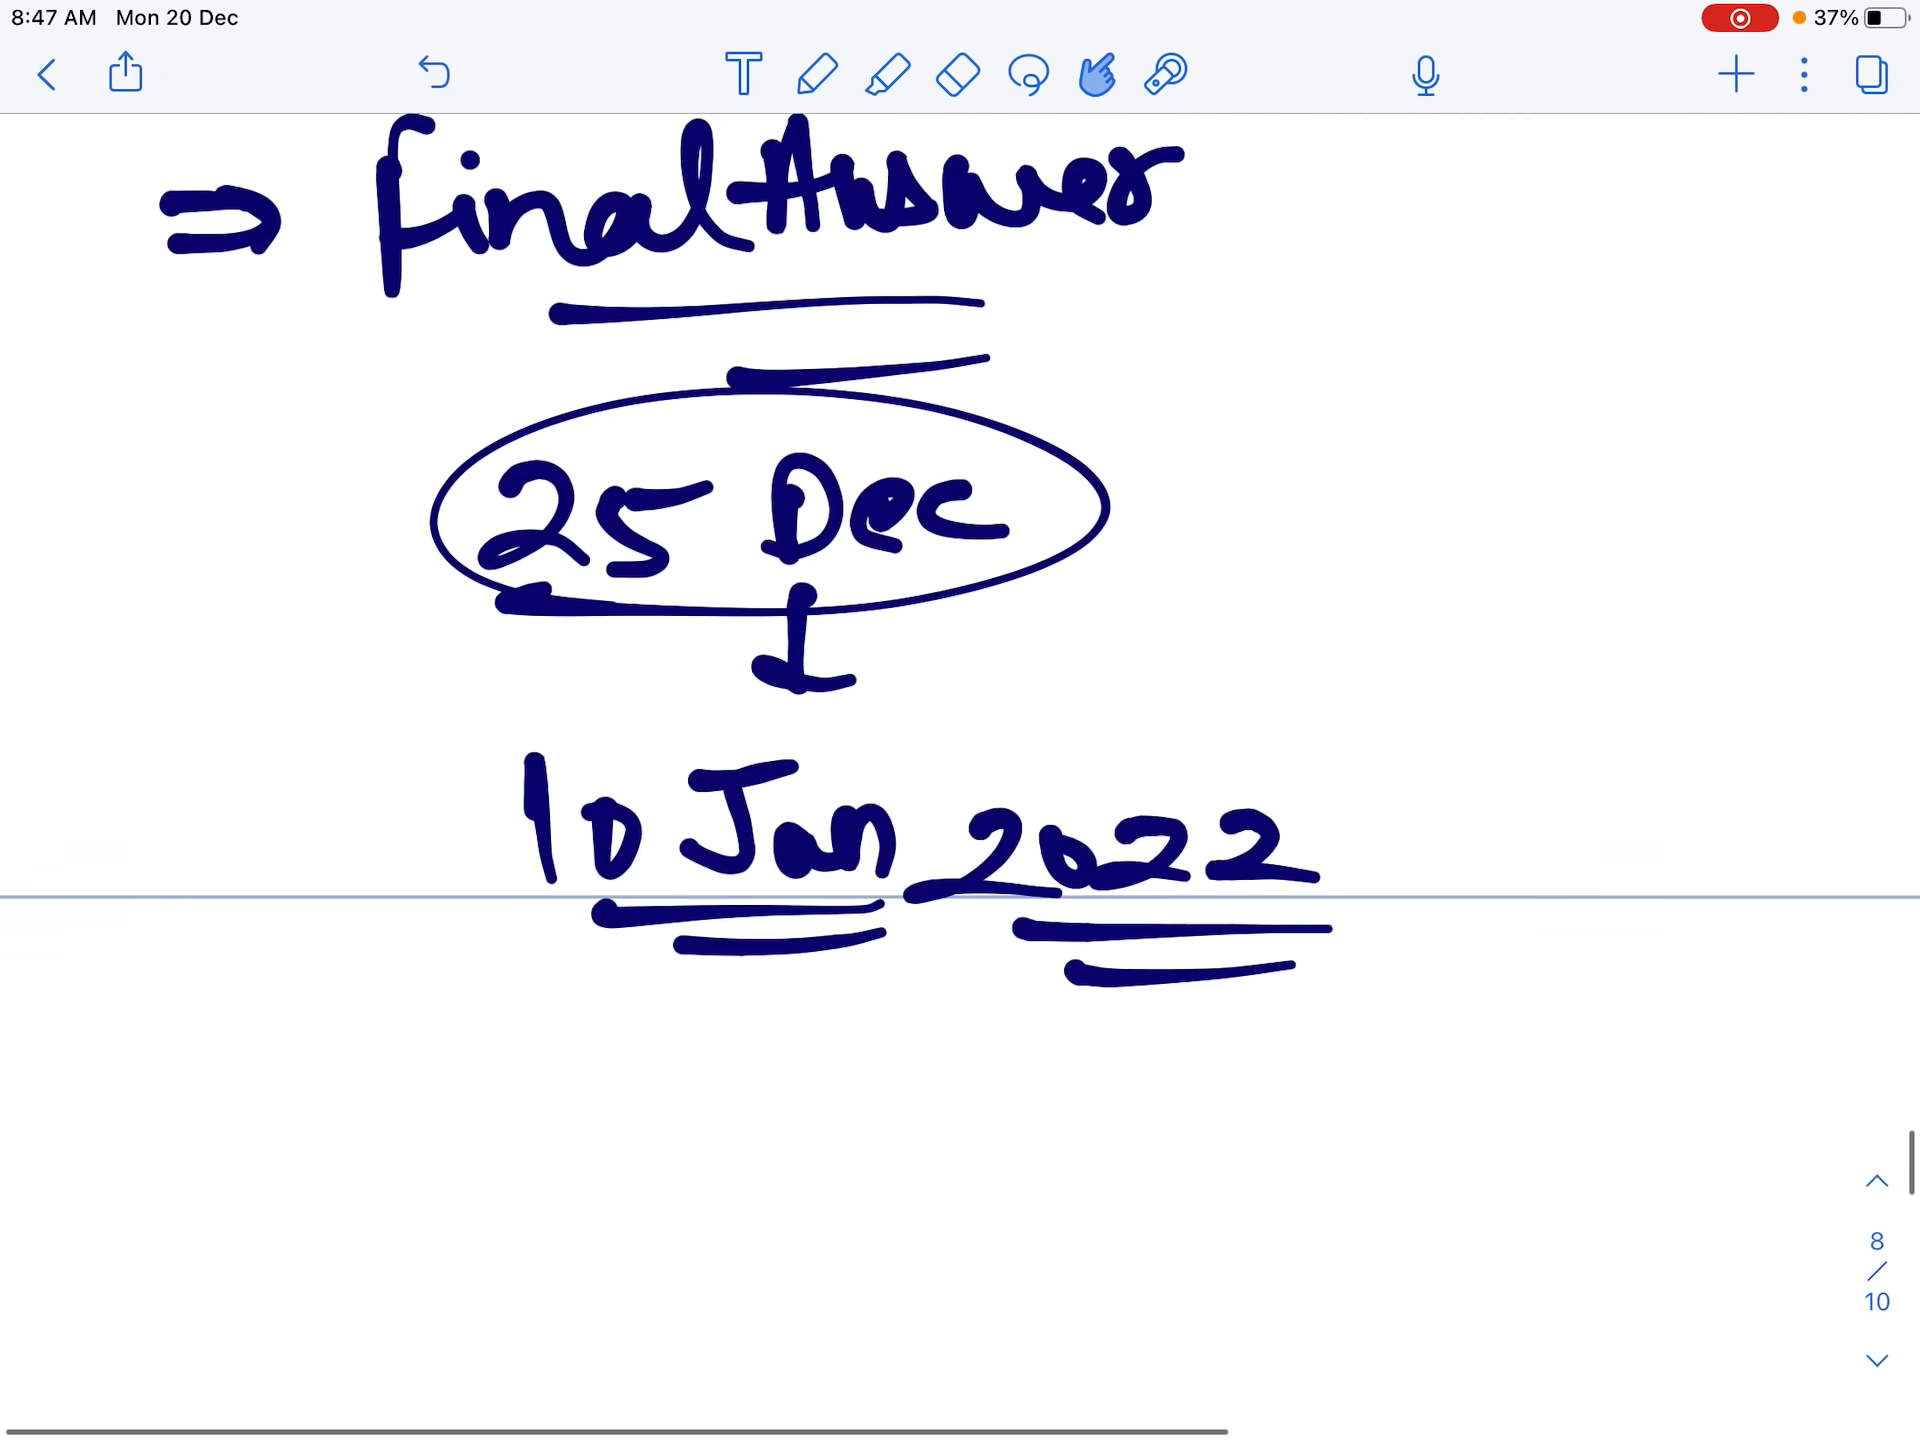 8:47 AM Mon 20 Dec
37%
⇒ Final Answer
25 Dec
↓
10 Jan 2022
8
/
10